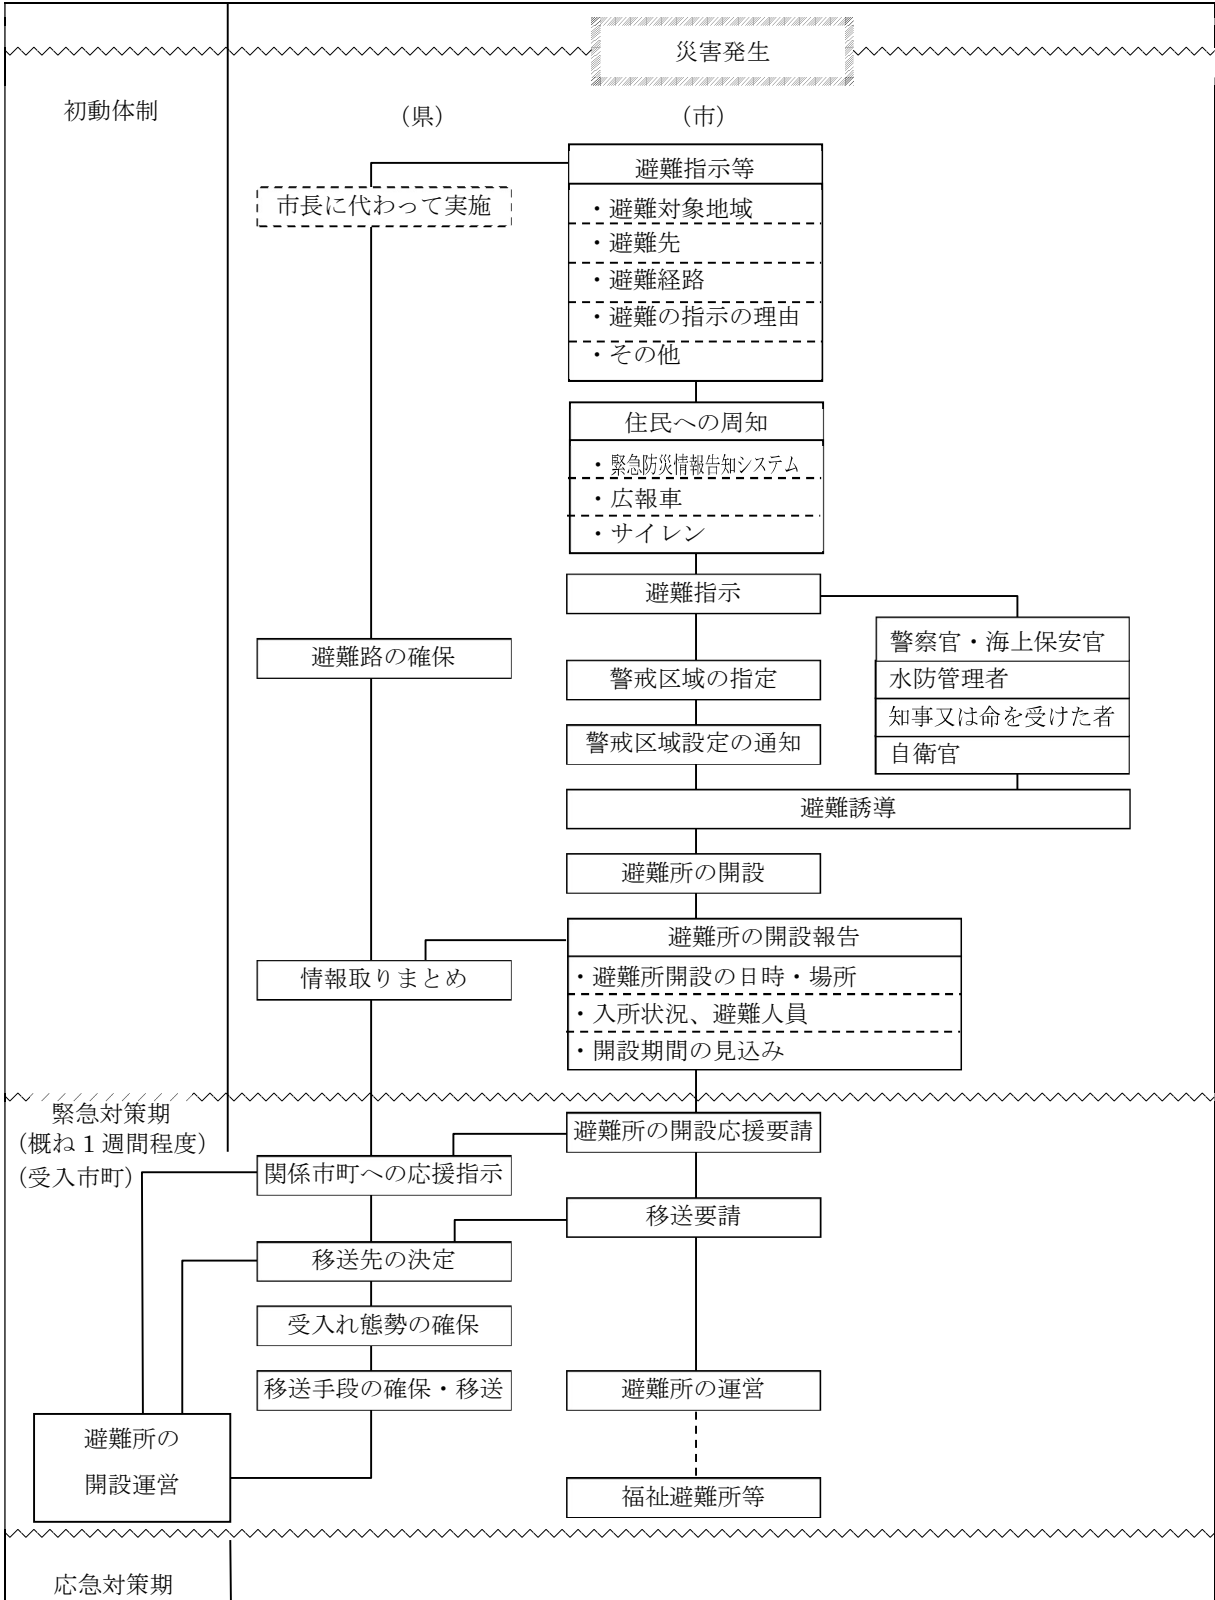 災害発生
初動体制
（県）
（市）
避難指示等
市長に代わって実施
・避難対象地域
・避難先
・避難経路
・避難の指示の理由
・その他
住民への周知
・緊急防災情報告知システム
・広報車
・サイレン
避難指示
警察官・海上保安官
避難路の確保
警戒区域の指定
水防管理者
知事又は命を受けた者
警戒区域設定の通知
自衛官
避難誘導
避難所の開設
避難所の開設報告
情報取りまとめ
・避難所開設の日時・場所
・入所状況、避難人員
・開設期間の見込み
緊急対策期
（概ね１週間程度）
（受入市町）
避難所の開設応援要請
関係市町への応援指示
移送要請
移送先の決定
受入れ態勢の確保
移送手段の確保・移送
避難所の運営
避難所の
開設運営
福祉避難所等
応急対策期